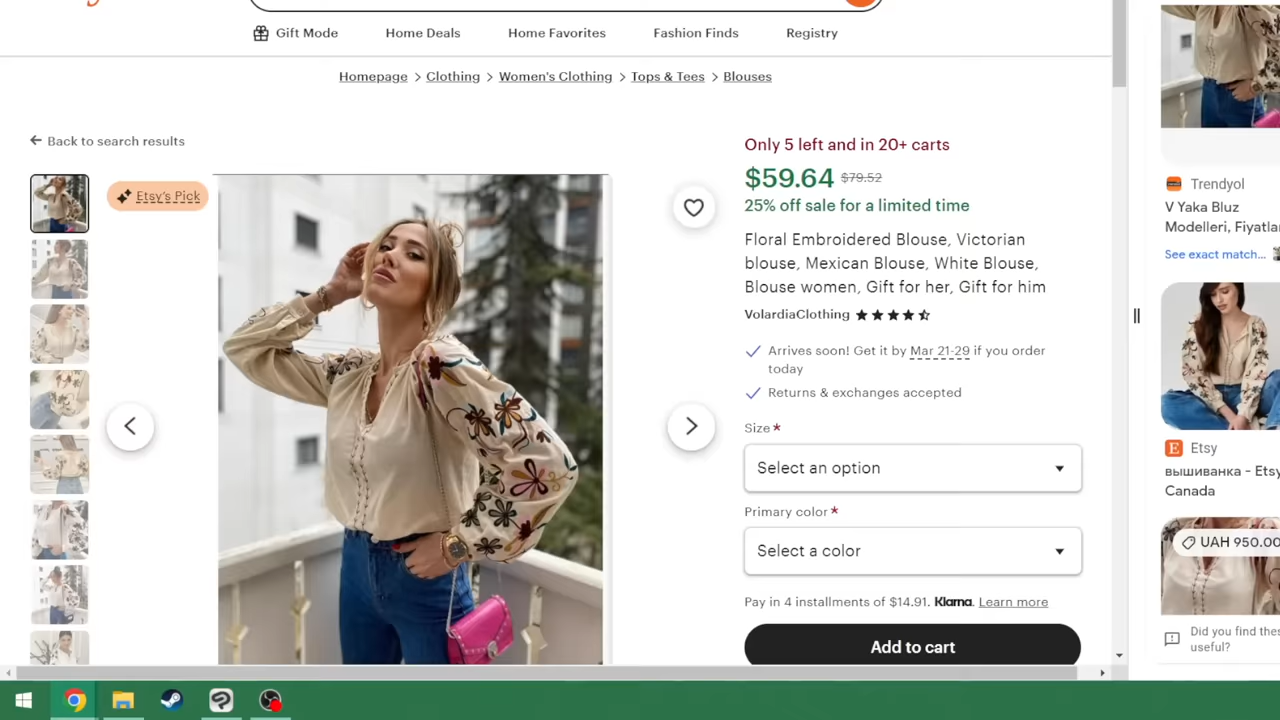 Gift Mode
Home Deals
Home Favorites
Fashion Finds
Registry
Homepage > Clothing > Women's Clothing > Tops & Tees > Blouses
← Back to search results
Etsy's Pick
Only 5 left and in 20+ carts
$59.64 $79.52
25% off sale for a limited time
Floral Embroidered Blouse, Victorian
blouse, Mexican Blouse, White Blouse,
Blouse women, Gift for her, Gift for him
VolardiaClothing
Arrives soon! Get it by Mar 21-29 if you order
today
Returns & exchanges accepted
Size *
Select an option
Primary color *
Select a color
Pay in 4 installments of $14.91. Klarna. Learn more
Add to cart
Trendyol
V Yaka Bluz
Modelleri, Fiyatla
See exact match...
E Etsy
вышиванка - Etsy
Canada
UAH 950.00
Did you find these
useful?